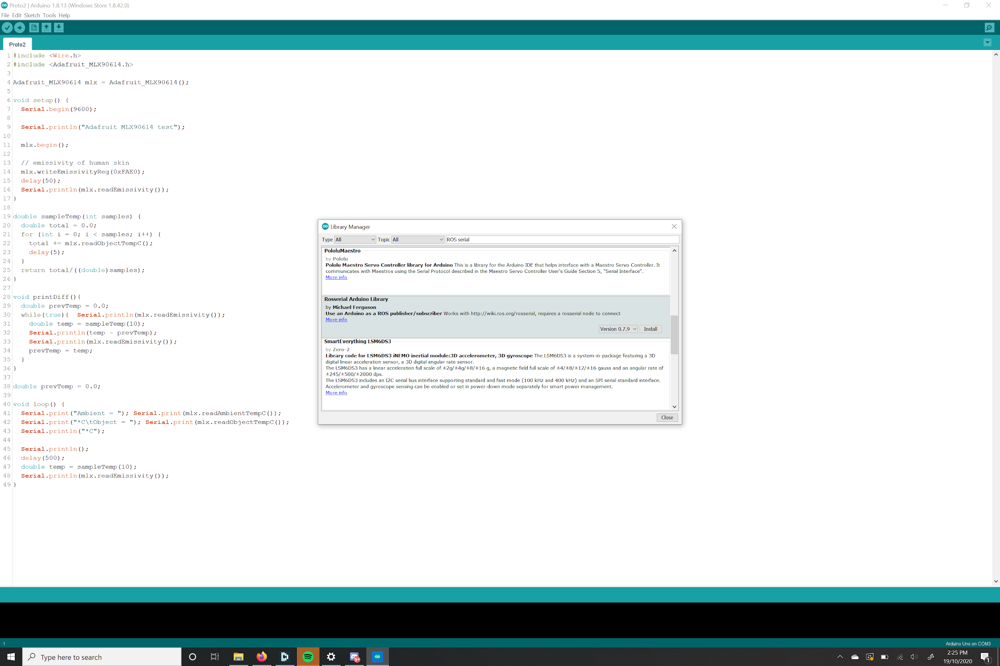 Proto2 | Arduino 1.8.13 (Windows Store 1.8.42.0)
File Edit Sketch Tools Help
Proto2
1 #include <Wire.h>
2 #include <Adafruit_MLX90614.h>
3
4 Adafruit_MLX90614 mlx = Adafruit_MLX90614();
5
6 void setup() {
7 Serial.begin(9600);
8
9 Serial.println("Adafruit MLX90614 test");
10
11 mlx.begin();
12
13 // emissivity of human skin
14 mlx.writeEmissivityReg(0xFAE0);
15 delay(50);
16 Serial.println(mlx.readEmissivity());
17 }
18
19 double sampleTemp(int samples) {
20 double total = 0.0;
21 for (int i = 0; i < samples; i++) {
22 total += mlx.readObjectTempC();
23 delay(5);
24 }
25 return total/((double)samples);
26 }
27
28 void printDiff(){
29 double prevTemp = 0.0;
30 while(true){ Serial.println(mlx.readEmissivity());
31 double temp = sampleTemp(10);
32 Serial.println(temp - prevTemp);
33 Serial.println(mlx.readEmissivity());
34 prevTemp = temp;
35 }
36 }
37
38 double prevTemp = 0.0;
39
40 void loop() {
41 Serial.print("Ambient = "); Serial.print(mlx.readAmbientTempC());
42 Serial.print("*C\tObject = "); Serial.print(mlx.readObjectTempC());
43 Serial.println("*C");
44
45 Serial.println();
46 delay(500);
47 double temp = sampleTemp(10);
48 Serial.println(mlx.readEmissivity());
49 }
Library Manager
Type All Topic All ROS serial
PololuMaestro
by Pololu
Pololu Maestro Servo Controller library for Arduino This is a library for the Arduino IDE that helps interface with a Maestro Servo Controller. It
communicates with Maestros using the Serial Protocol described in the Maestro Servo Controller User's Guide Section 5, "Serial Interface".
More info
Rosserial Arduino Library
by Michael Ferguson
Use an Arduino as a ROS publisher/subscriber Works with http://wiki.ros.org/rosserial, requires a rosserial node to connect
More info
Version 0.7.9 Install
SmartEverything LSM6DS3
by Zero-2
Library code for LSM6DS3 iNEMO inertial module:3D accelerometer, 3D gyroscope The LSM6DS3 is a system-in-package featuring a 3D
digital linear acceleration sensor, a 3D digital angular rate sensor.
The LSM6DS3 has a linear acceleration full scale of ±2g/±4g/±8/±16 g, a magnetic field full scale of ±4/±8/±12/±16 gauss and an angular rate of
±245/±500/±2000 dps.
The LSM6DS3 includes an I2C serial bus interface supporting standard and fast mode (100 kHz and 400 kHz) and an SPI serial standard interface.
Accelerometer and gyroscope sensing can be enabled or set in power-down mode separately for smart power management.
More info
Close
1 Arduino Uno on COM3
Type here to search
9+
2:25 PM
19/10/2020
1